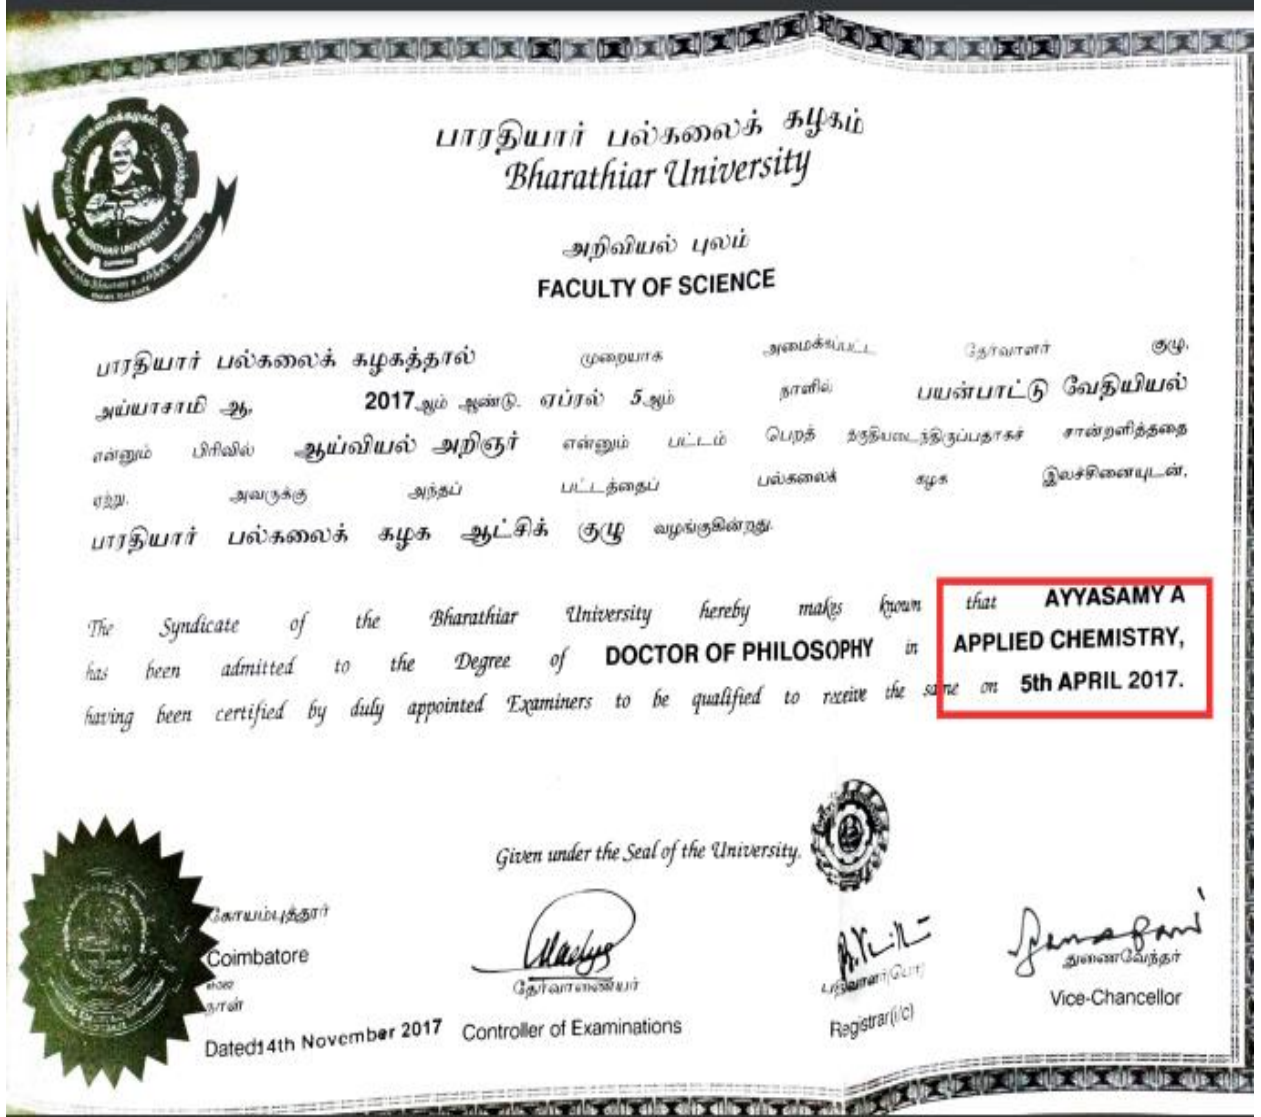 பாரதியார் பல்கலைக் கழகம்
Bharathiar University
அறிவியல் புலம்
FACULTY OF SCIENCE
பாரதியார் பல்கலைக் கழகத்தால் முறையாக அமைக்கப்பட்ட தேர்வாளர் குழு,
அய்யாசாமி ஆ, 2017ஆம் ஆண்டு, ஏப்ரல் 5ஆம் நாளில் பயன்பாட்டு வேதியியல்
என்னும் பிரிவில் ஆய்வியல் அறிஞர் என்னும் பட்டம் பெறத் தகுதியடைந்திருப்பதாகச் சான்றளித்ததை
ஏற்று, அவருக்கு அந்தப் பட்டத்தைப் பல்கலைக் கழக இலச்சினையுடன்,
பாரதியார் பல்கலைக் கழக ஆட்சிக் குழு வழங்குகின்றது.
The Syndicate of the Bharathiar University hereby makes known that AYYASAMY A
has been admitted to the Degree of DOCTOR OF PHILOSOPHY in APPLIED CHEMISTRY,
having been certified by duly appointed Examiners to be qualified to receive the same on 5th APRIL 2017.
Given under the Seal of the University.
கோயம்புத்தூர்
Coimbatore
நாள்
Dated14th November 2017
தேர்வாணையர்
Controller of Examinations
பதிவாளர்(பொ)
Registrar(i/c)
துணைவேந்தர்
Vice-Chancellor
BHARATHIAR UNIVERSITY